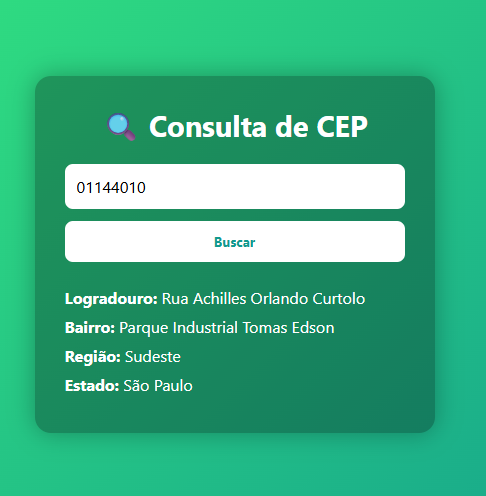 Consulta de CEP
01144010
Buscar
Logradouro: Rua Achilles Orlando Curtolo
Bairro: Parque Industrial Tomas Edson
Região: Sudeste
Estado: São Paulo